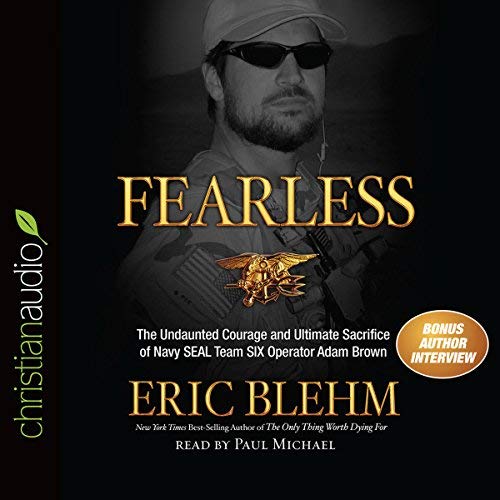 FEARLESS
The Undaunted Courage and Ultimate Sacrifice
of Navy SEAL Team SIX Operator Adam Brown
BONUS
AUTHOR
INTERVIEW
ERIC BLEHM
New York Times Best-Selling Author of The Only Thing Worth Dying For
READ BY PAUL MICHAEL
christianaudio